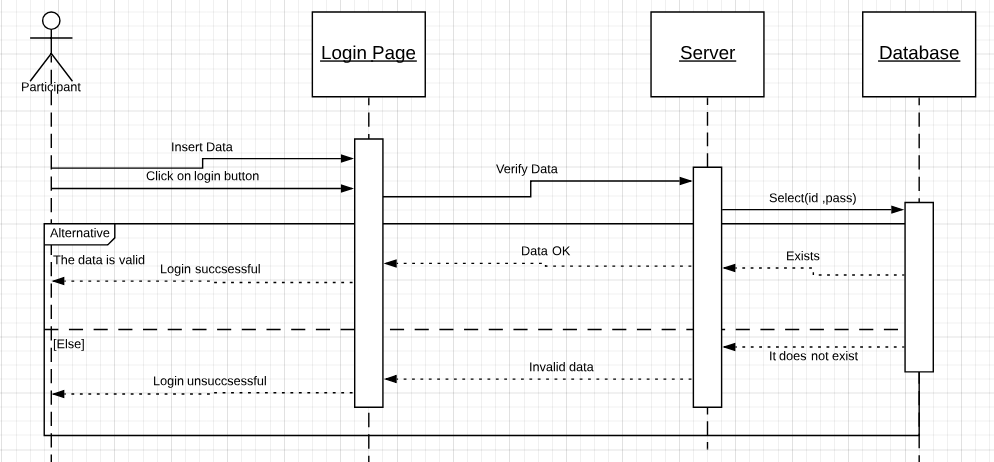 Participant
Login Page
Server
Database
Insert Data
Click on login button
Verify Data
Select(id ,pass)
Alternative
The data is valid
Login succsessful
Data OK
Exists
[Else]
It does not exist
Invalid data
Login unsuccsessful